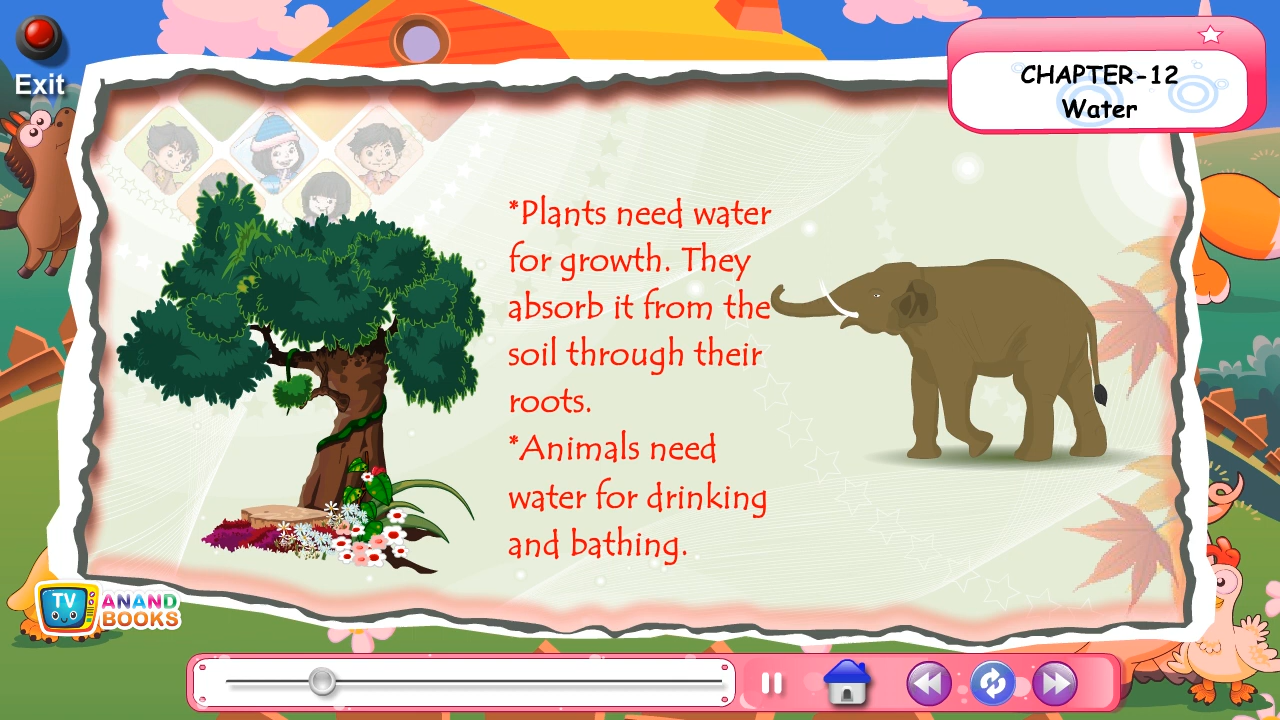 Exit
CHAPTER-12
Water
*Plants need water
for growth. They
absorb it from the
soil through their
roots.
*Animals need
water for drinking
and bathing.
TV
ANAND
BOOKS